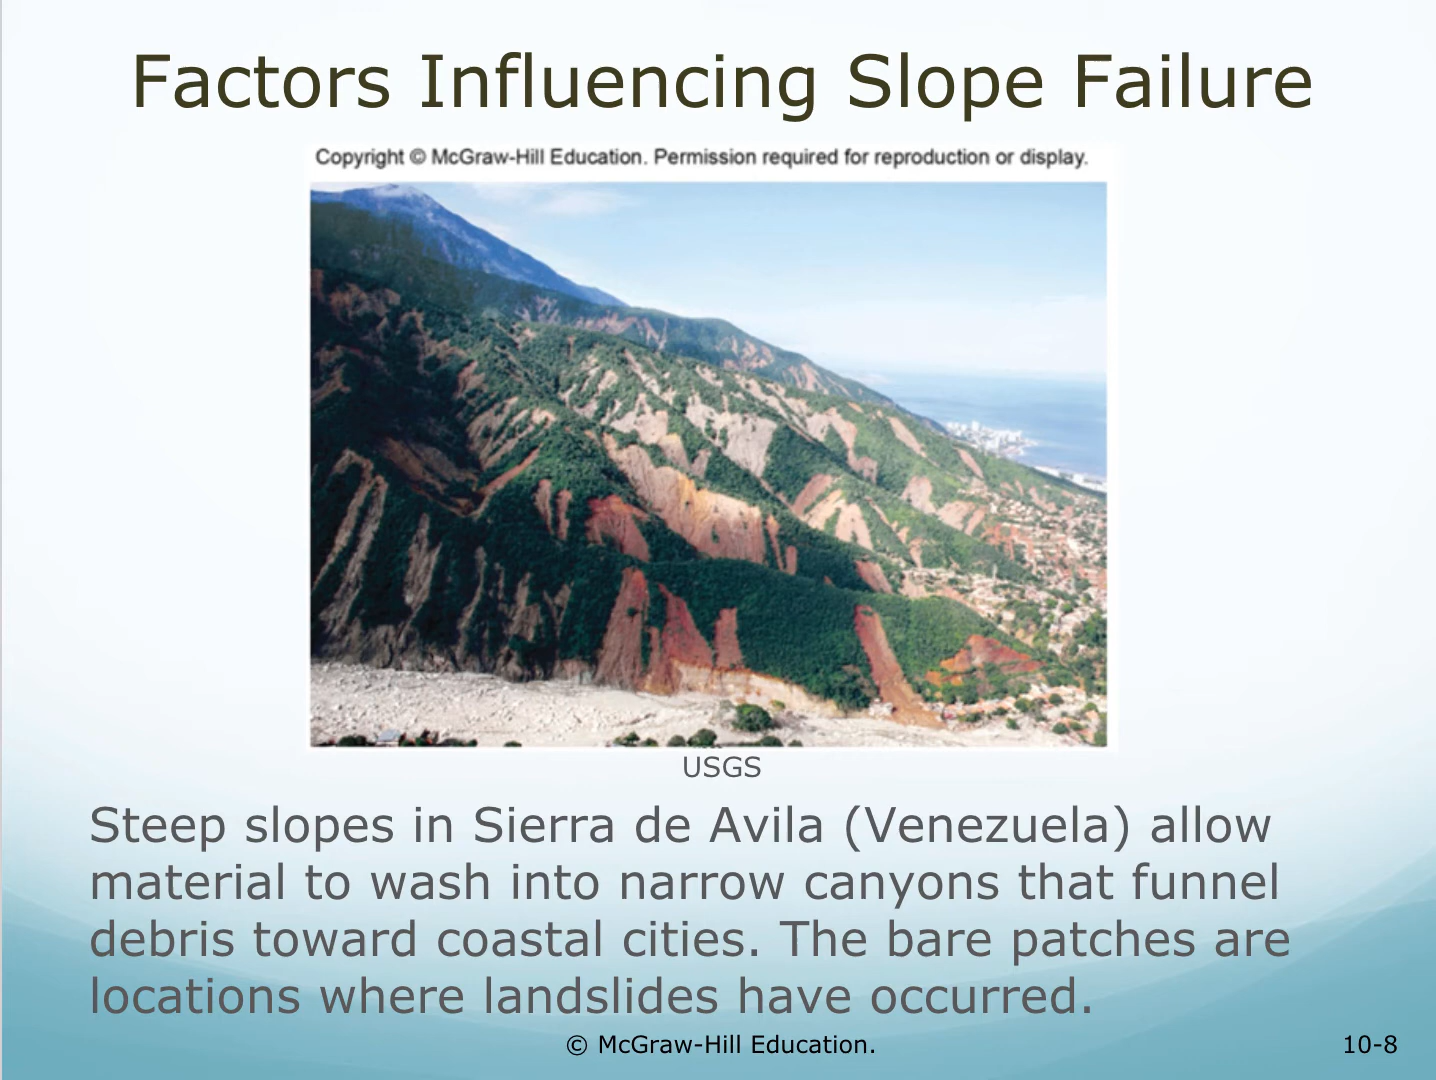 Factors Influencing Slope Failure
Copyright © McGraw-Hill Education. Permission required for reproduction or display.
USGS
Steep slopes in Sierra de Avila (Venezuela) allow
material to wash into narrow canyons that funnel
debris toward coastal cities. The bare patches are
locations where landslides have occurred.
© McGraw-Hill Education.
10-8